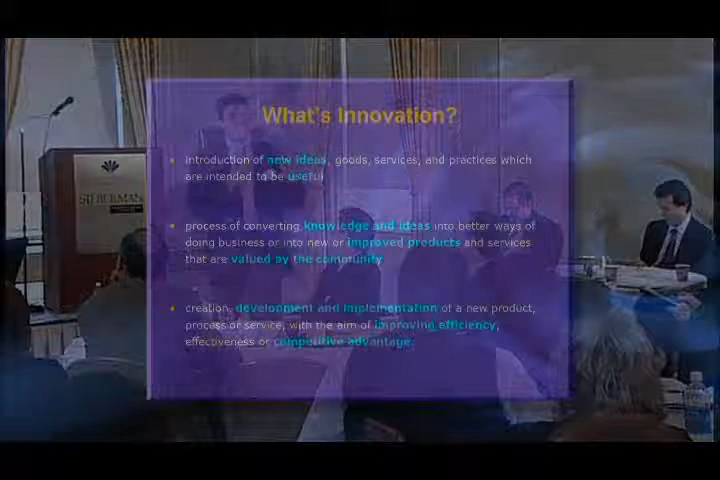 What's Innovation?
introduction of new ideas, goods, services, and practices which
are intended to be useful
process of converting knowledge and ideas into better ways of
doing business or into new or improved products and services
that are valued by the community
creation, development and implementation of a new product,
process or service, with the aim of improving efficiency,
effectiveness or competitive advantage.
SILBERMAN